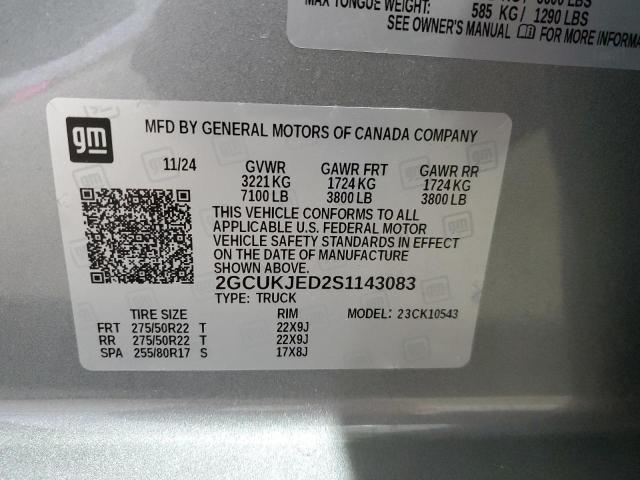 MAX TONGUE WEIGHT: 585 KG/ 1290 LBS
SEE OWNER'S MANUAL FOR MORE INFORMA
gm
MFD BY GENERAL MOTORS OF CANADA COMPANY
11/24 GVWR GAWR FRT GAWR RR
3221 KG 1724 KG 1724 KG
7100 LB 3800 LB 3800 LB
THIS VEHICLE CONFORMS TO ALL
APPLICABLE U.S. FEDERAL MOTOR
VEHICLE SAFETY STANDARDS IN EFFECT
ON THE DATE OF MANUFACTURE
SHOWN ABOVE.
2GCUKJED2S1143083
TYPE: TRUCK
TIRE SIZE RIM MODEL: 23CK10543
FRT 275/50R22 T 22X9J
RR 275/50R22 T 22X9J
SPA 255/80R17 S 17X8J